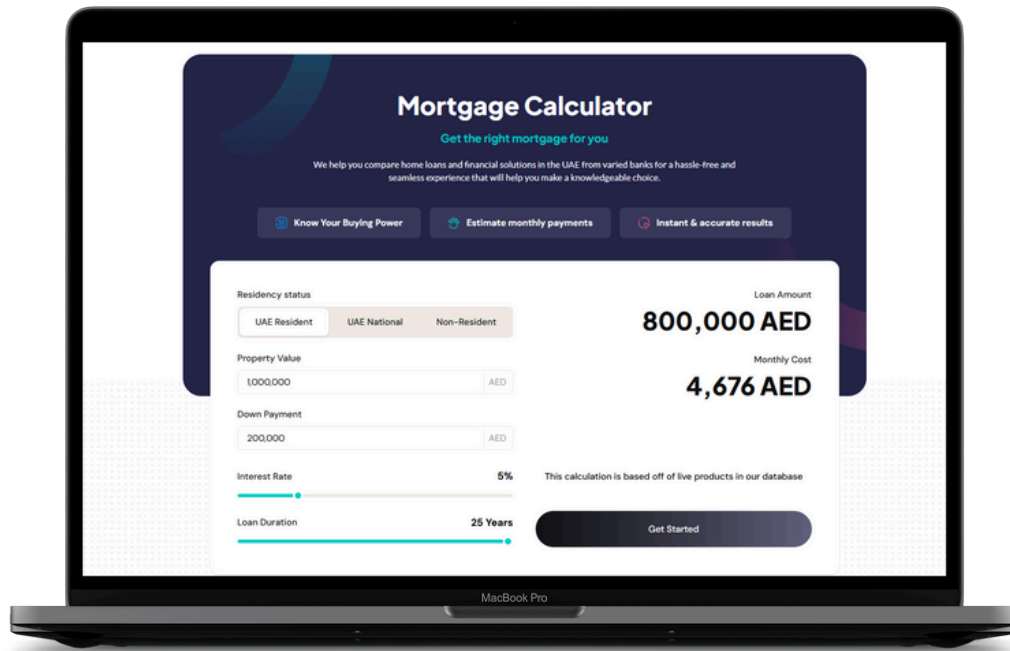 Mortgage Calculator
Get the right mortgage for you
We help you compare home loans and financial solutions in the UAE from varied banks for a hassle-free and
seamless experience that will help you make a knowledgeable choice.
Know Your Buying Power
Estimate monthly payments
Instant & accurate results
Residency status
UAE Resident
UAE National
Non-Resident
Property Value
1,000,000 AED
Down Payment
200,000 AED
Interest Rate 5%
Loan Duration 25 Years
Loan Amount
800,000 AED
Monthly Cost
4,676 AED
This calculation is based off of live products in our database
Get Started
MacBook Pro